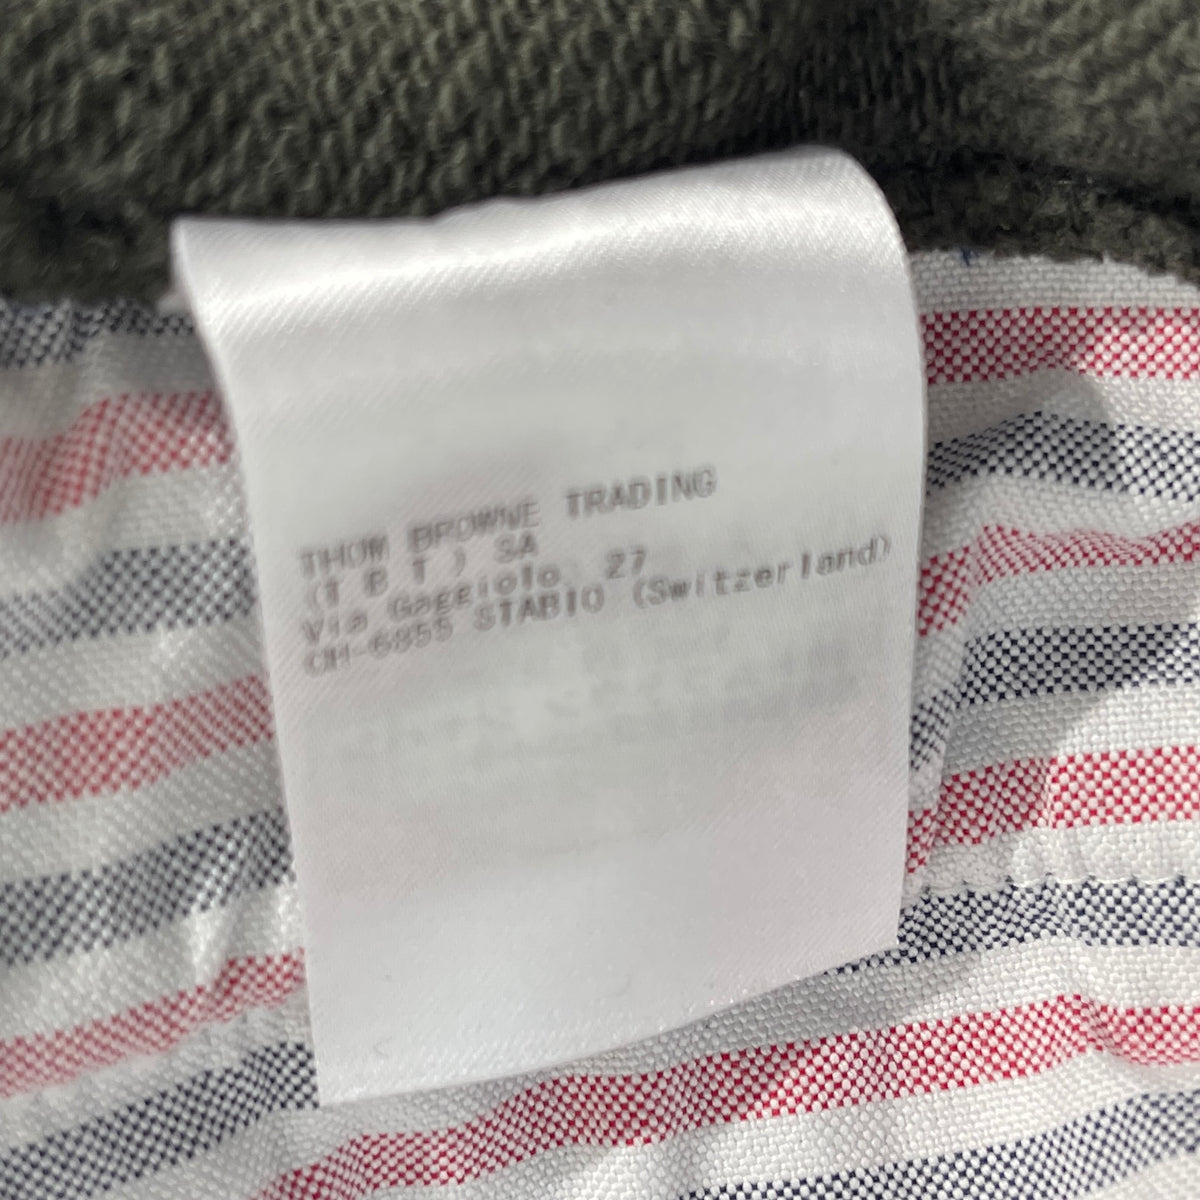 THOM BROWNE TRADING
(T B T) SA
Via Gaggiolo, 27
CH-6855 STABIO (Switzerland)